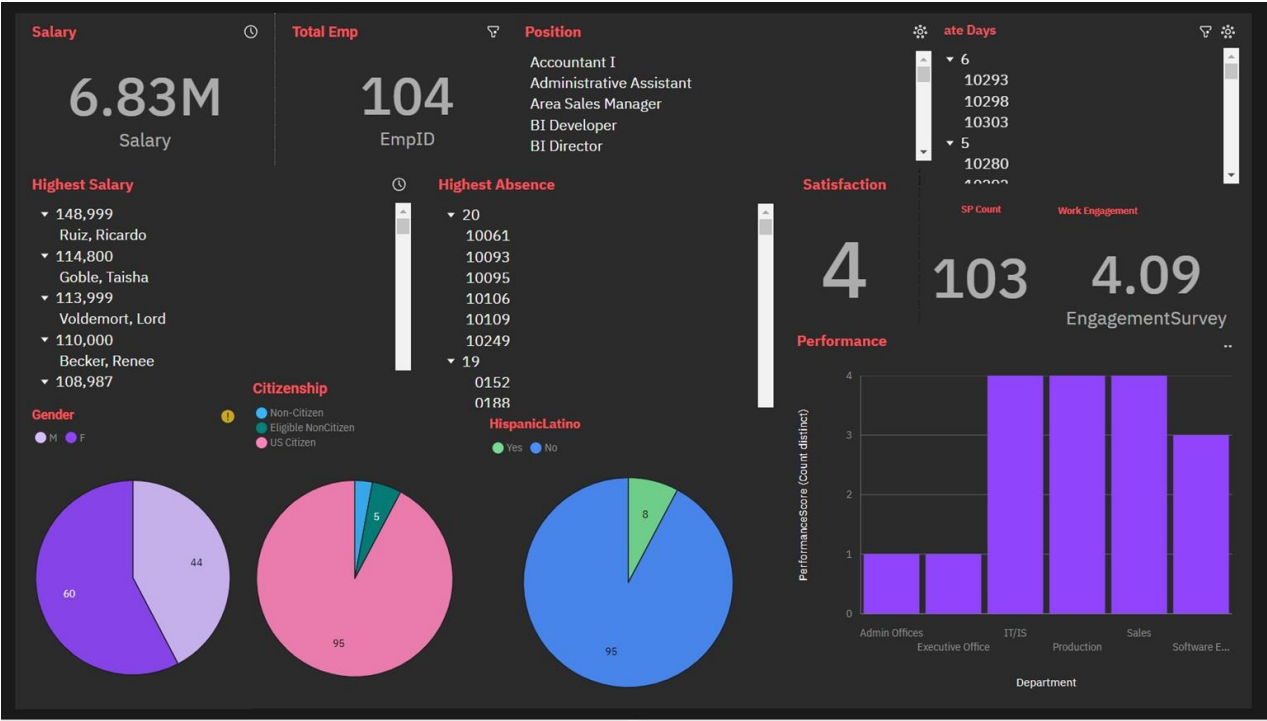 Salary
Total Emp
Position
ate Days
6.83M
Salary
104
EmpID
Accountant I
Administrative Assistant
Area Sales Manager
BI Developer
BI Director
6
10293
10298
10303
5
10280
Highest Salary
148,999
Ruiz, Ricardo
114,800
Goble, Taisha
113,999
Voldemort, Lord
110,000
Becker, Renee
108,987
Highest Absence
20
10061
10093
10095
10106
10109
10249
19
0152
0188
Satisfaction
4
SP Count
103
Work Engagement
4.09
EngagementSurvey
Gender
M F
44
60
Citizenship
Non-Citizen
Eligible NonCitizen
US Citizen
5
95
HispanicLatino
Yes No
8
95
Performance
PerformanceScore (Count distinct)
4
3
2
1
0
Admin Offices
Executive Office
IT/IS
Production
Sales
Software E...
Department